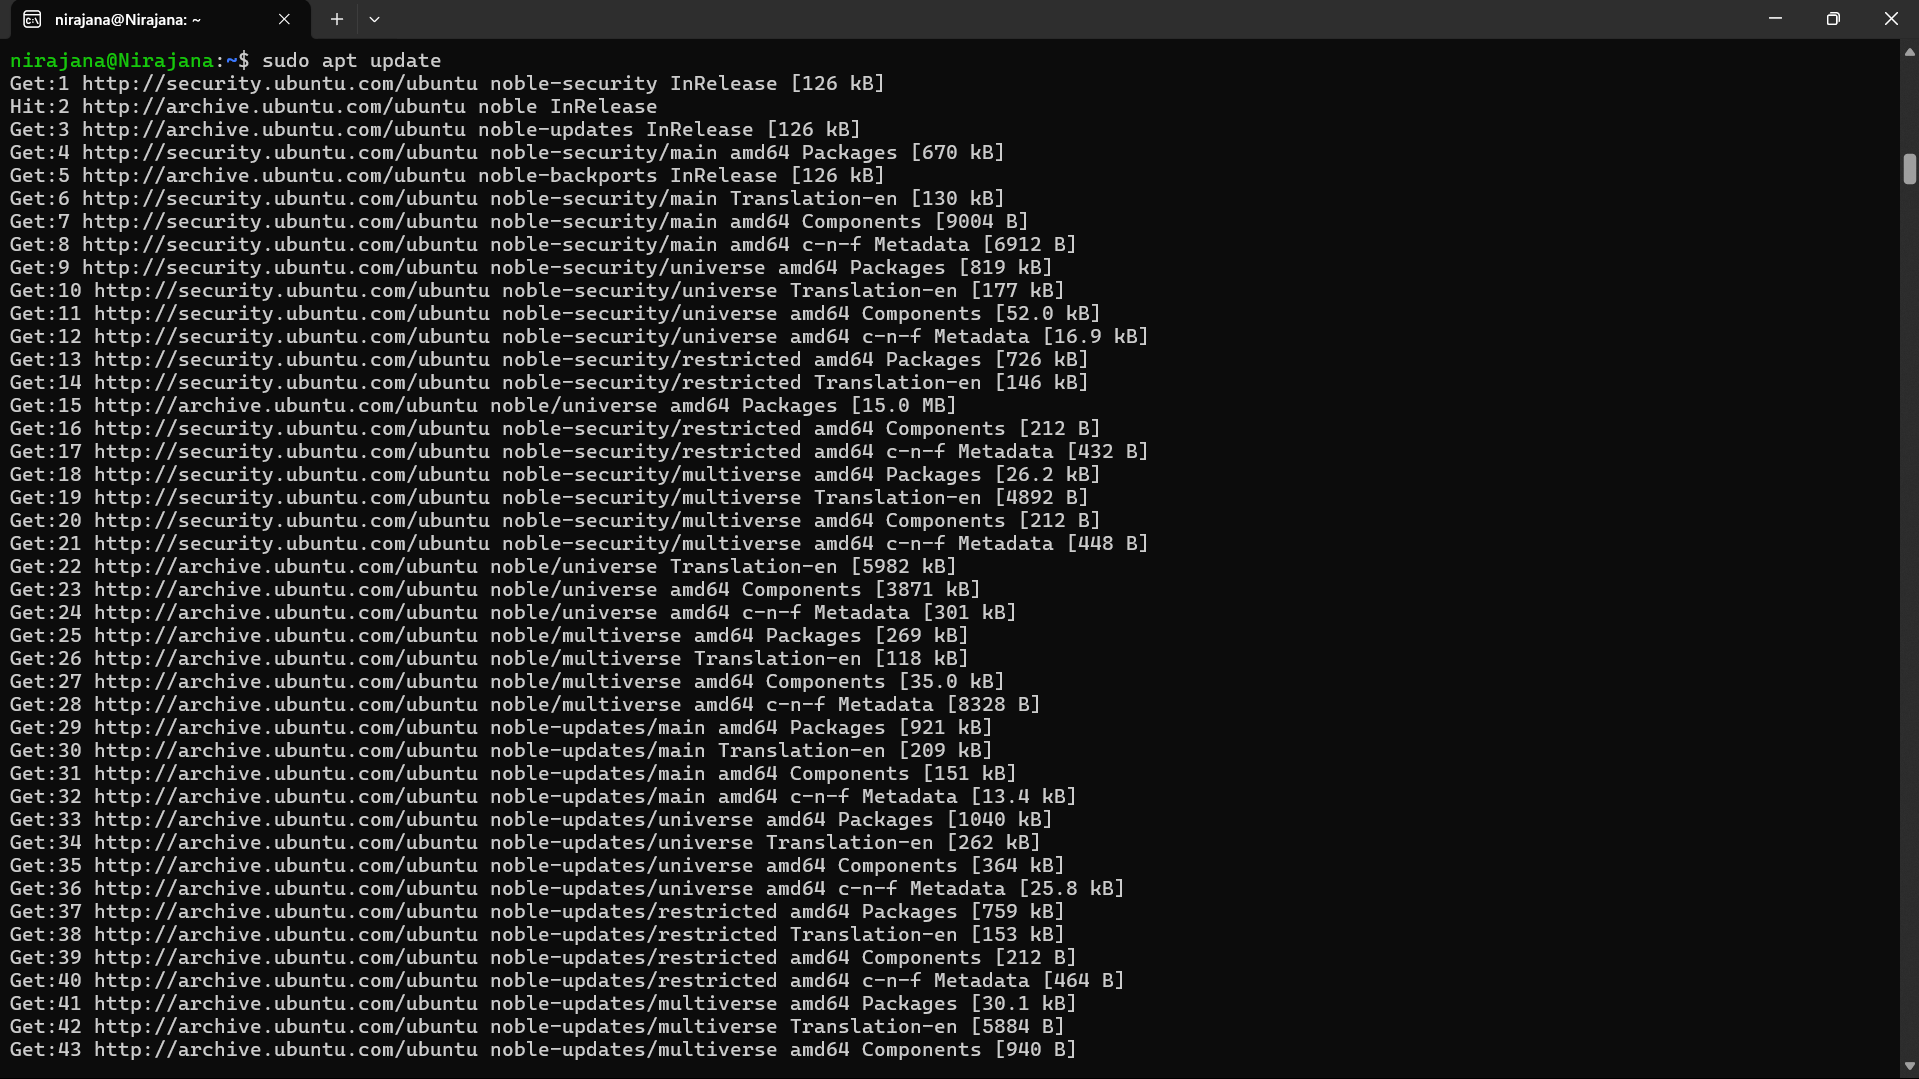 nirajana@Nirajana: ~
nirajana@Nirajana:~$ sudo apt update
Get:1 http://security.ubuntu.com/ubuntu noble-security InRelease [126 kB]
Hit:2 http://archive.ubuntu.com/ubuntu noble InRelease
Get:3 http://archive.ubuntu.com/ubuntu noble-updates InRelease [126 kB]
Get:4 http://security.ubuntu.com/ubuntu noble-security/main amd64 Packages [670 kB]
Get:5 http://archive.ubuntu.com/ubuntu noble-backports InRelease [126 kB]
Get:6 http://security.ubuntu.com/ubuntu noble-security/main Translation-en [130 kB]
Get:7 http://security.ubuntu.com/ubuntu noble-security/main amd64 Components [9004 B]
Get:8 http://security.ubuntu.com/ubuntu noble-security/main amd64 c-n-f Metadata [6912 B]
Get:9 http://security.ubuntu.com/ubuntu noble-security/universe amd64 Packages [819 kB]
Get:10 http://security.ubuntu.com/ubuntu noble-security/universe Translation-en [177 kB]
Get:11 http://security.ubuntu.com/ubuntu noble-security/universe amd64 Components [52.0 kB]
Get:12 http://security.ubuntu.com/ubuntu noble-security/universe amd64 c-n-f Metadata [16.9 kB]
Get:13 http://security.ubuntu.com/ubuntu noble-security/restricted amd64 Packages [726 kB]
Get:14 http://security.ubuntu.com/ubuntu noble-security/restricted Translation-en [146 kB]
Get:15 http://archive.ubuntu.com/ubuntu noble/universe amd64 Packages [15.0 MB]
Get:16 http://security.ubuntu.com/ubuntu noble-security/restricted amd64 Components [212 B]
Get:17 http://security.ubuntu.com/ubuntu noble-security/restricted amd64 c-n-f Metadata [432 B]
Get:18 http://security.ubuntu.com/ubuntu noble-security/multiverse amd64 Packages [26.2 kB]
Get:19 http://security.ubuntu.com/ubuntu noble-security/multiverse Translation-en [4892 B]
Get:20 http://security.ubuntu.com/ubuntu noble-security/multiverse amd64 Components [212 B]
Get:21 http://security.ubuntu.com/ubuntu noble-security/multiverse amd64 c-n-f Metadata [448 B]
Get:22 http://archive.ubuntu.com/ubuntu noble/universe Translation-en [5982 kB]
Get:23 http://archive.ubuntu.com/ubuntu noble/universe amd64 Components [3871 kB]
Get:24 http://archive.ubuntu.com/ubuntu noble/universe amd64 c-n-f Metadata [301 kB]
Get:25 http://archive.ubuntu.com/ubuntu noble/multiverse amd64 Packages [269 kB]
Get:26 http://archive.ubuntu.com/ubuntu noble/multiverse Translation-en [118 kB]
Get:27 http://archive.ubuntu.com/ubuntu noble/multiverse amd64 Components [35.0 kB]
Get:28 http://archive.ubuntu.com/ubuntu noble/multiverse amd64 c-n-f Metadata [8328 B]
Get:29 http://archive.ubuntu.com/ubuntu noble-updates/main amd64 Packages [921 kB]
Get:30 http://archive.ubuntu.com/ubuntu noble-updates/main Translation-en [209 kB]
Get:31 http://archive.ubuntu.com/ubuntu noble-updates/main amd64 Components [151 kB]
Get:32 http://archive.ubuntu.com/ubuntu noble-updates/main amd64 c-n-f Metadata [13.4 kB]
Get:33 http://archive.ubuntu.com/ubuntu noble-updates/universe amd64 Packages [1040 kB]
Get:34 http://archive.ubuntu.com/ubuntu noble-updates/universe Translation-en [262 kB]
Get:35 http://archive.ubuntu.com/ubuntu noble-updates/universe amd64 Components [364 kB]
Get:36 http://archive.ubuntu.com/ubuntu noble-updates/universe amd64 c-n-f Metadata [25.8 kB]
Get:37 http://archive.ubuntu.com/ubuntu noble-updates/restricted amd64 Packages [759 kB]
Get:38 http://archive.ubuntu.com/ubuntu noble-updates/restricted Translation-en [153 kB]
Get:39 http://archive.ubuntu.com/ubuntu noble-updates/restricted amd64 Components [212 B]
Get:40 http://archive.ubuntu.com/ubuntu noble-updates/restricted amd64 c-n-f Metadata [464 B]
Get:41 http://archive.ubuntu.com/ubuntu noble-updates/multiverse amd64 Packages [30.1 kB]
Get:42 http://archive.ubuntu.com/ubuntu noble-updates/multiverse Translation-en [5884 B]
Get:43 http://archive.ubuntu.com/ubuntu noble-updates/multiverse amd64 Components [940 B]